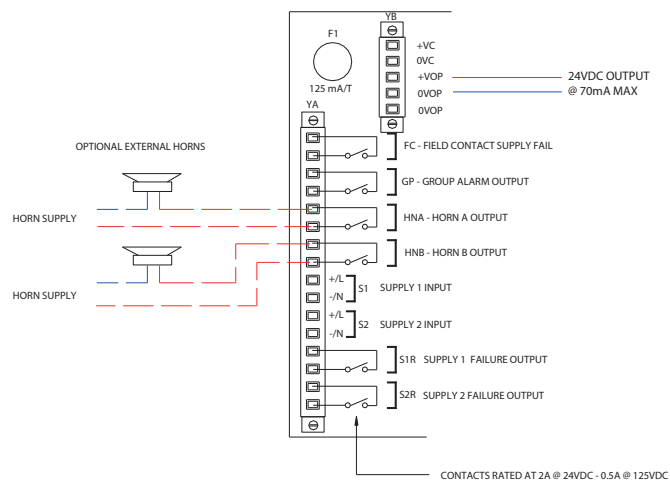 YB
F1
+VC
0VC
+VOP
24VDC OUTPUT
0VOP
@ 70mA MAX
0VOP
125 mA/T
YA
FC - FIELD CONTACT SUPPLY FAIL
OPTIONAL EXTERNAL HORNS
GP - GROUP ALARM OUTPUT
HORN SUPPLY
HNA - HORN A OUTPUT
HNB - HORN B OUTPUT
HORN SUPPLY
+/L
S1 SUPPLY 1 INPUT
-/N
+/L
S2 SUPPLY 2 INPUT
-/N
S1R SUPPLY 1 FAILURE OUTPUT
S2R SUPPLY 2 FAILURE OUTPUT
CONTACTS RATED AT 2A @ 24VDC - 0.5A @ 125VDC